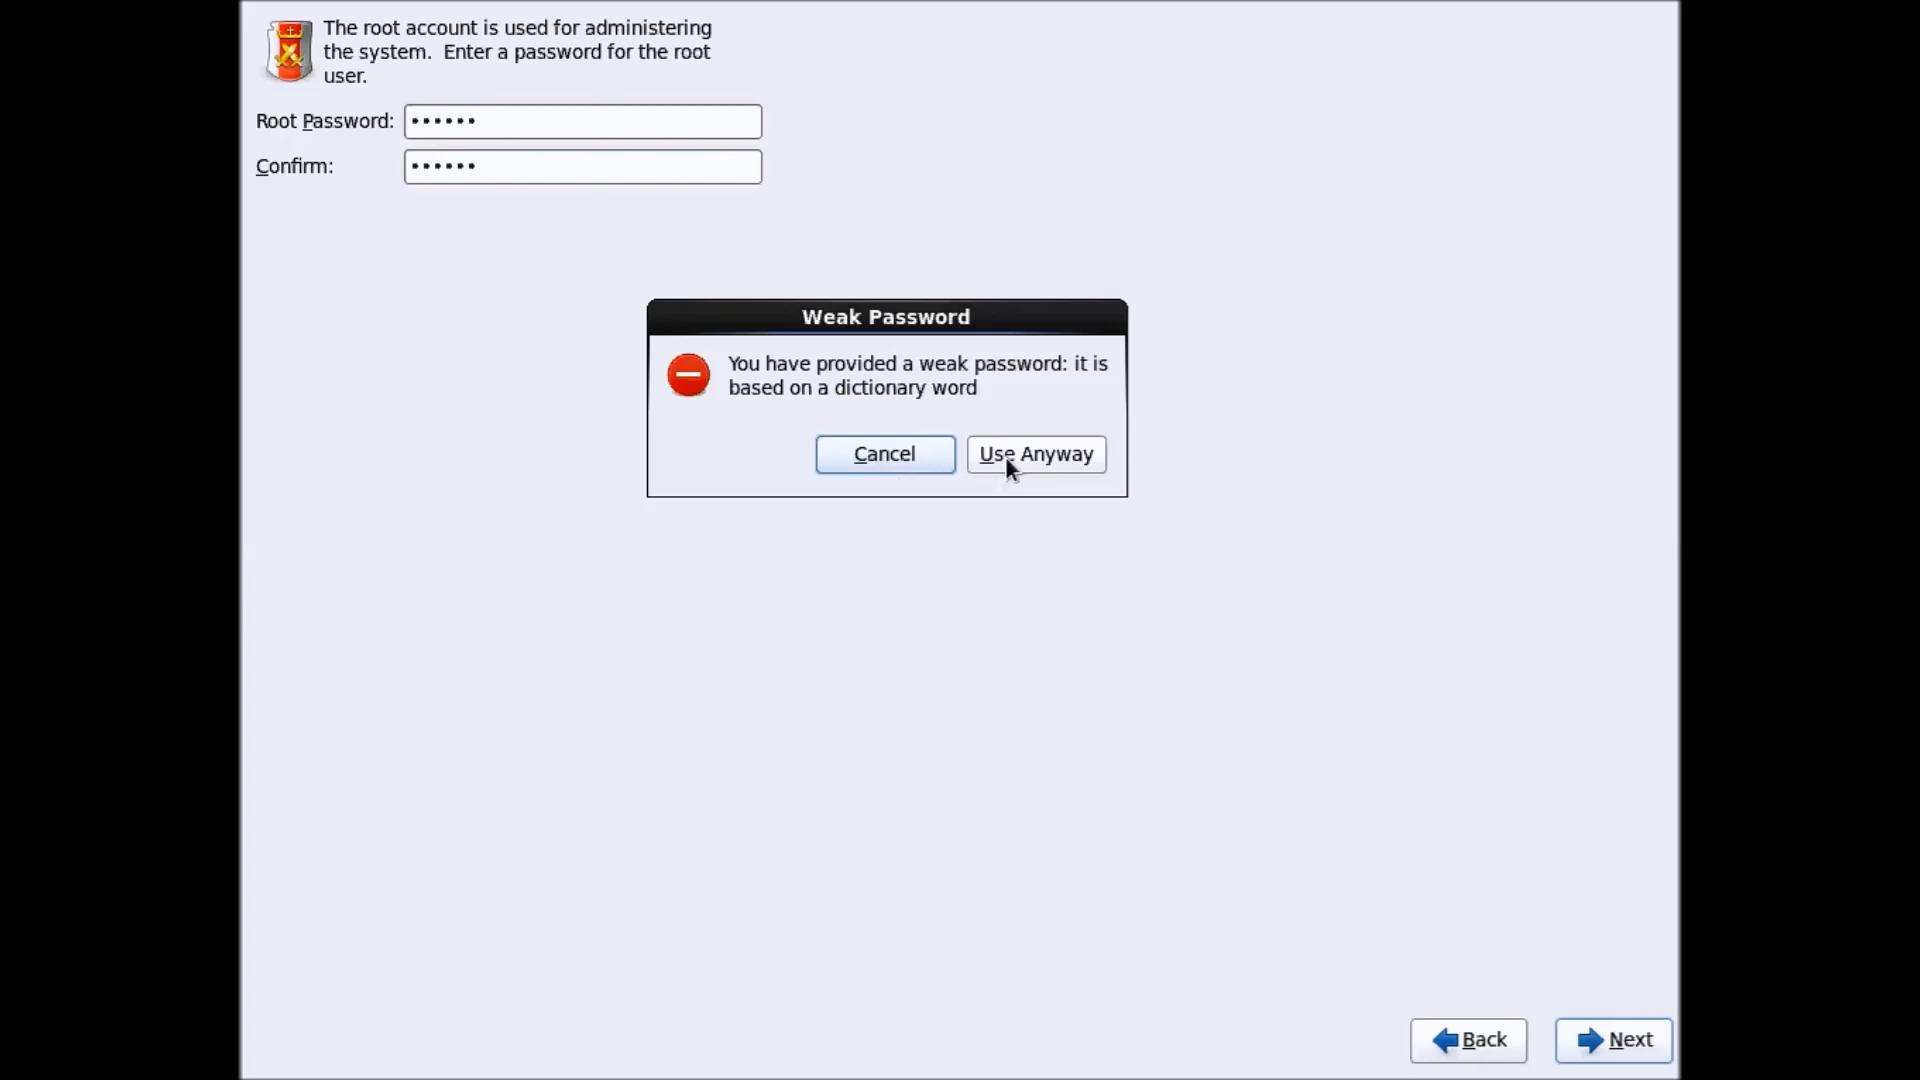 The root account is used for administering
the system.  Enter a password for the root
user.
Root Password: ••••••
Confirm: ••••••
Weak Password
You have provided a weak password: it is
based on a dictionary word
Cancel Use Anyway
Back Next